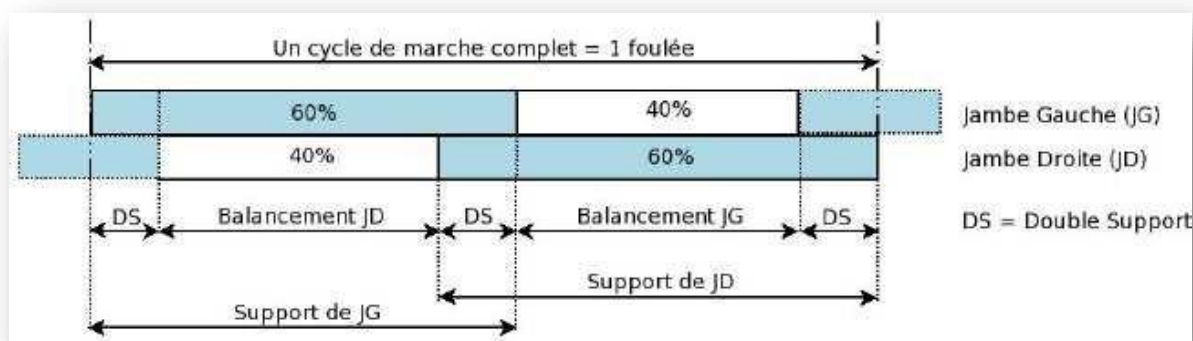 Un cycle de marche complet = 1 foulée
60% 40% Jambe Gauche (JG)
40% 60% Jambe Droite (JD)
DS Balancement JD DS Balancement JG DS DS = Double Support
Support de JD
Support de JG